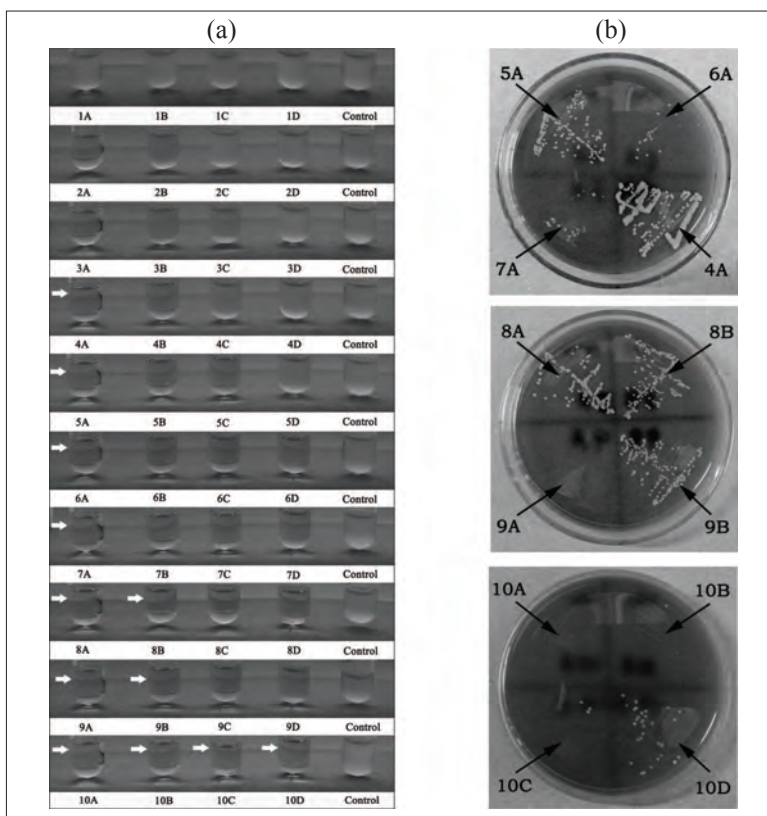 (a)
1A 1B 1C 1D Control
2A 2B 2C 2D Control
3A 3B 3C 3D Control
4A 4B 4C 4D Control
5A 5B 5C 5D Control
6A 6B 6C 6D Control
7A 7B 7C 7D Control
8A 8B 8C 8D Control
9A 9B 9C 9D Control
10A 10B 10C 10D Control
(b)
5A 6A
7A 4A
8A 8B
9A 9B
10A 10B
10C 10D